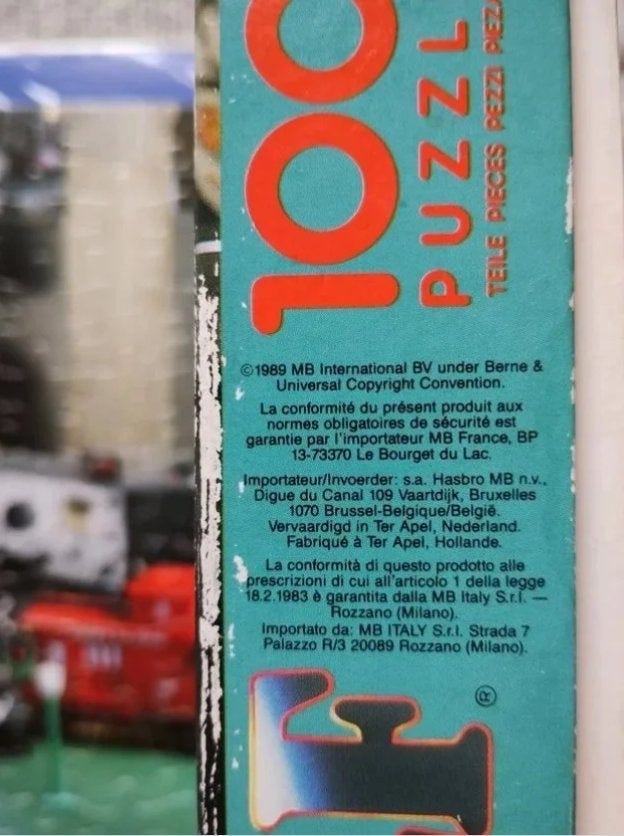 100
PUZZL
TEILE PIECES PEZZI PIEZA
©1989 MB International BV under Berne &
Universal Copyright Convention.
La conformité du présent produit aux
normes obligatoires de sécurité est
garantie par l'importateur MB France, BP
13-73370 Le Bourget du Lac.
Importateur/Invoerder: s.a. Hasbro MB n.v.,
Digue du Canal 109 Vaartdijk, Bruxelles
1070 Brussel-Belgique/België.
Vervaardigd in Ter Apel, Nederland.
Fabriqué à Ter Apel, Hollande.
La conformità di questo prodotto alle
prescrizioni di cui all'articolo 1 della legge
18.2.1983 è garantita dalla MB Italy S.r.l. —
Rozzano (Milano).
Importato da: MB ITALY S.r.l. Strada 7
Palazzo R/3 20089 Rozzano (Milano).
F®